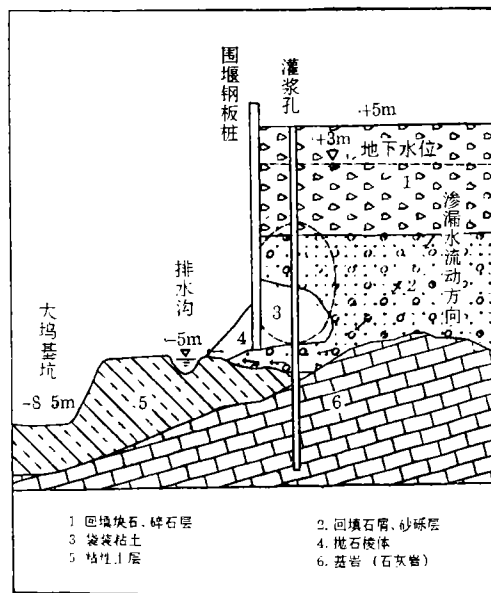 围堰钢板桩
灌浆孔
+5m
+3m
地下水位
1
渗漏水流动方向
2
排水沟
3
大坞基坑
-5m
4
-8 5m
5
6
1 回填块石、碎石层
2. 回填石屑、砂砾层
3 袋装粘土
4. 抛石棱体
5 粘性土层
6. 基岩（石灰岩）